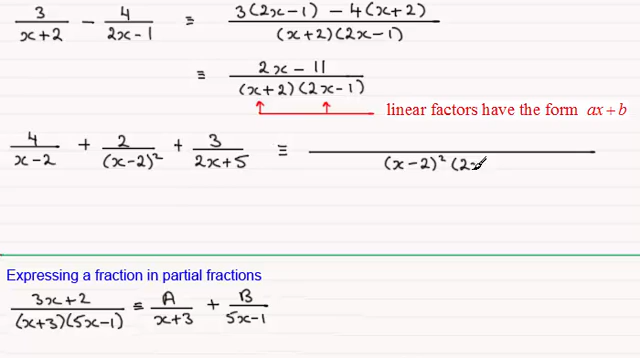 3/(x+2) − 4/(2x−1) ≡ (3(2x−1) − 4(x+2))/((x+2)(2x−1))
≡ (2x − 11)/((x+2)(2x−1))
linear factors have the form ax+b
4/(x−2) + 2/(x−2)² + 3/(2x+5) ≡ /((x−2)²(2x
Expressing a fraction in partial fractions
(3x+2)/((x+3)(5x−1)) ≡ A/(x+3) + B/(5x−1)